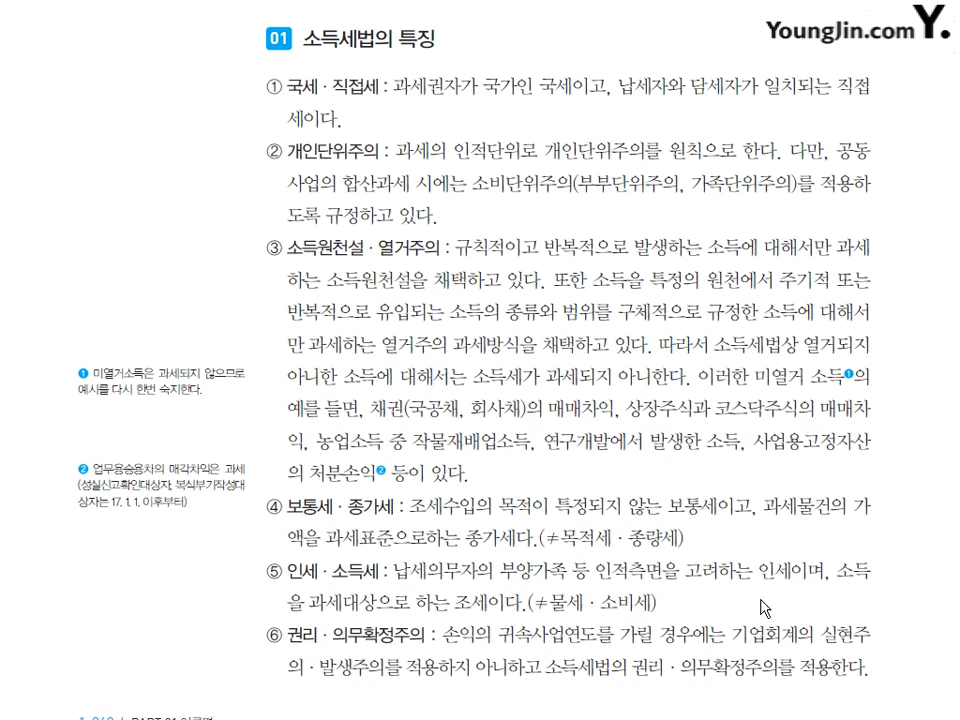 YoungJin.com Y.
01 소득세법의 특징
① 국세 · 직접세 : 과세권자가 국가인 국세이고, 납세자와 담세자가 일치되는 직접
세이다.
② 개인단위주의 : 과세의 인적단위로 개인단위주의를 원칙으로 한다. 다만, 공동
사업의 합산과세 시에는 소비단위주의(부부단위주의, 가족단위주의)를 적용하
도록 규정하고 있다.
③ 소득원천설 · 열거주의 : 규칙적이고 반복적으로 발생하는 소득에 대해서만 과세
하는 소득원천설을 채택하고 있다. 또한 소득을 특정의 원천에서 주기적 또는
반복적으로 유입되는 소득의 종류와 범위를 구체적으로 규정한 소득에 대해서
만 과세하는 열거주의 과세방식을 채택하고 있다. 따라서 소득세법상 열거되지
아니한 소득에 대해서는 소득세가 과세되지 아니한다. 이러한 미열거 소득❶의
예를 들면, 채권(국공채, 회사채)의 매매차익, 상장주식과 코스닥주식의 매매차
익, 농업소득 중 작물재배업소득, 연구개발에서 발생한 소득, 사업용고정자산
의 처분손익❷ 등이 있다.
④ 보통세 · 종가세 : 조세수입의 목적이 특정되지 않는 보통세이고, 과세물건의 가
액을 과세표준으로하는 종가세다.(≠목적세 · 종량세)
⑤ 인세 · 소득세 : 납세의무자의 부양가족 등 인적측면을 고려하는 인세이며, 소득
을 과세대상으로 하는 조세이다.(≠물세 · 소비세)
⑥ 권리 · 의무확정주의 : 손익의 귀속사업연도를 가릴 경우에는 기업회계의 실현주
의 · 발생주의를 적용하지 아니하고 소득세법의 권리 · 의무확정주의를 적용한다.
❶ 미열거소득은 과세되지 않으므로
예시를 다시 한번 숙지한다.
❷ 업무용승용차의 매각차익은 과세
(성실신고확인대상자, 복식부기작성대
상자는 17. 1. 1. 이후부터)